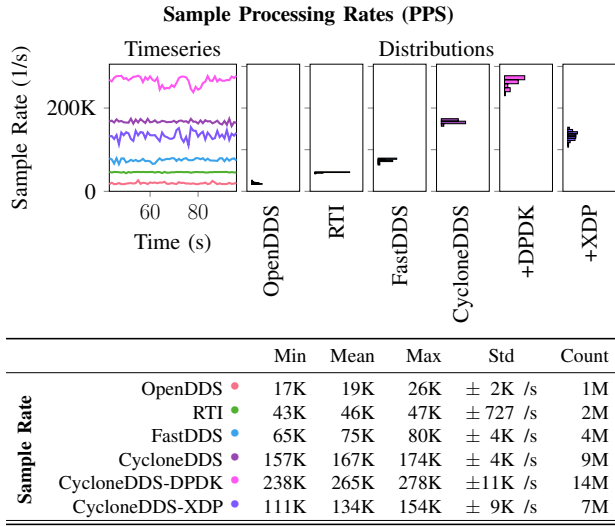 Sample Processing Rates (PPS)
Timeseries
Distributions
Sample Rate (1/s)
200K
0
60
80
Time (s)
OpenDDS
RTI
FastDDS
CycloneDDS
+DPDK
+XDP
Min Mean Max Std Count
Sample Rate
OpenDDS 17K 19K 26K ± 2K /s 1M
RTI 43K 46K 47K ± 727 /s 2M
FastDDS 65K 75K 80K ± 4K /s 4M
CycloneDDS 157K 167K 174K ± 4K /s 9M
CycloneDDS-DPDK 238K 265K 278K ±11K /s 14M
CycloneDDS-XDP 111K 134K 154K ± 9K /s 7M